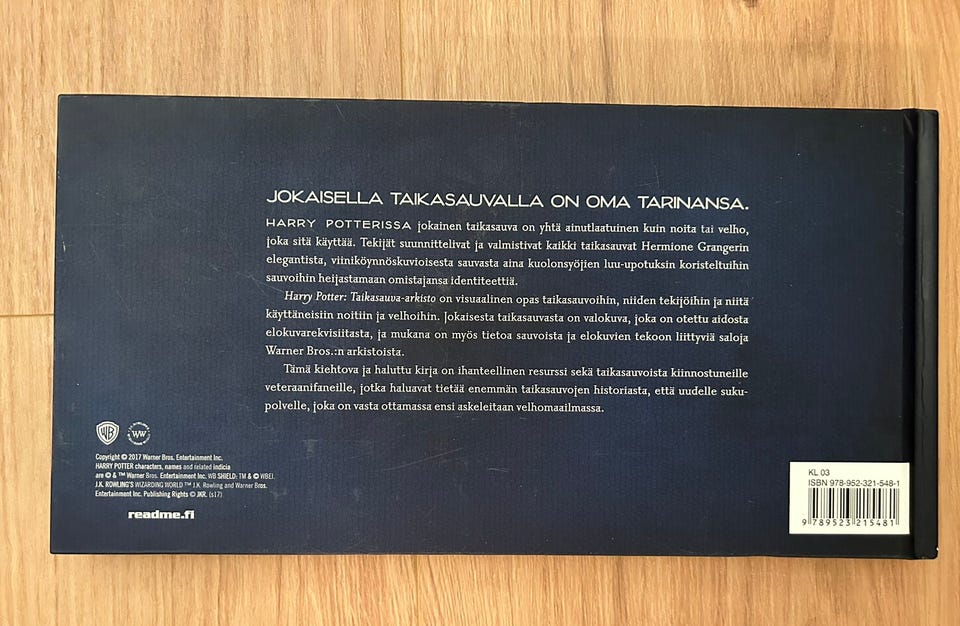 JOKAISELLA TAIKASAUVALLA ON OMA TARINANSA.
HARRY POTTERISSA jokainen taikasauva on yhtä ainutlaatuinen kuin noita tai velho,
joka sitä käyttää. Tekijät suunnittelivat ja valmistivat kaikki taikasauvat Hermione Grangerin
elegantista, viiniköynnöskuvioisesta sauvasta aina kuolonsyöjien luu-upotuksin koristeltuihin
sauvoihin heijastamaan omistajansa identiteettiä.
Harry Potter: Taikasauva-arkisto on visuaalinen opas taikasauvoihin, niiden tekijöihin ja niitä
käyttäneisiin noitiin ja velhoihin. Jokaisesta taikasauvasta on valokuva, joka on otettu aidosta
elokuvarekvisiitasta, ja mukana on myös tietoa sauvoista ja elokuvien tekoon liittyviä saloja
Warner Bros.:n arkistoista.
Tämä kiehtova ja haluttu kirja on ihanteellinen resurssi sekä taikasauvoista kiinnostuneille
veteraanifaneille, jotka haluavat tietää enemmän taikasauvojen historiasta, että uudelle suku-
polvelle, joka on vasta ottamassa ensi askeleitaan velhomaailmassa.
WB WW
Copyright © 2017 Warner Bros. Entertainment Inc.
HARRY POTTER characters, names and related indicia
are © & ™ Warner Bros. Entertainment Inc. WB SHIELD: TM & © WBEI.
J.K. ROWLING'S WIZARDING WORLD ™ J.K. Rowling and Warner Bros.
Entertainment Inc. Publishing Rights © JKR. (s17)
readme.fi
KL 03
ISBN 978-952-321-548-1
9 789523 215481